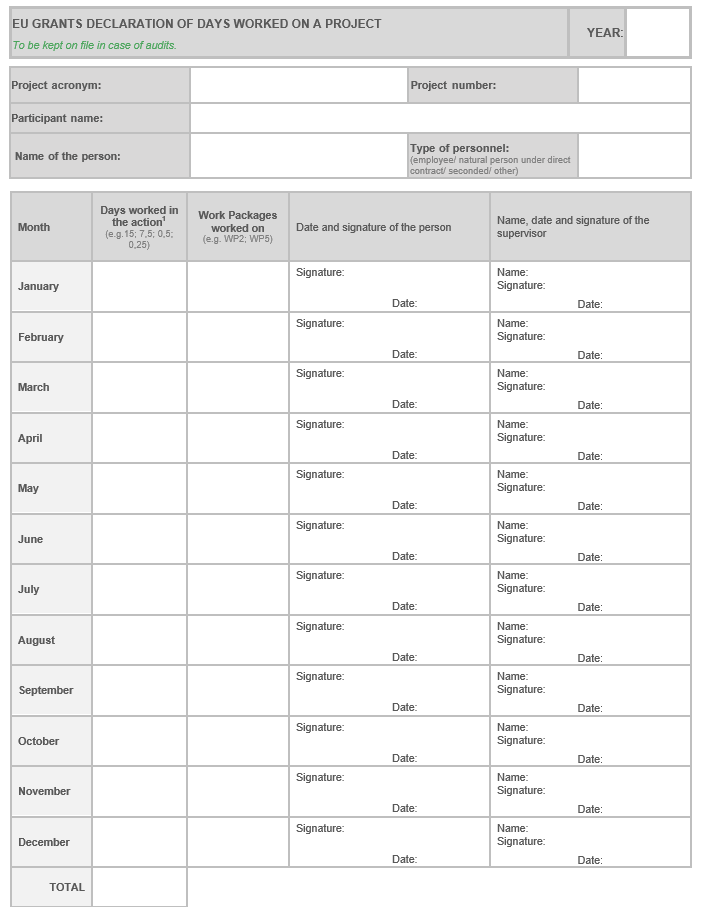 EU GRANTS DECLARATION OF DAYS WORKED ON A PROJECT
To be kept on file in case of audits.
YEAR:
Project acronym:
Project number:
Participant name:
Name of the person:
Type of personnel:
(employee/ natural person under direct
contract/ seconded/ other)
Month
Days worked in
the action1
(e.g.15; 7,5; 0,5;
0,25)
Work Packages
worked on
(e.g. WP2; WP5)
Date and signature of the person
Name, date and signature of the
supervisor
January
Signature:
Date:
Name:
Signature:
Date:
February
Signature:
Date:
Name:
Signature:
Date:
March
Signature:
Date:
Name:
Signature:
Date:
April
Signature:
Date:
Name:
Signature:
Date:
May
Signature:
Date:
Name:
Signature:
Date:
June
Signature:
Date:
Name:
Signature:
Date:
July
Signature:
Date:
Name:
Signature:
Date:
August
Signature:
Date:
Name:
Signature:
Date:
September
Signature:
Date:
Name:
Signature:
Date:
October
Signature:
Date:
Name:
Signature:
Date:
November
Signature:
Date:
Name:
Signature:
Date:
December
Signature:
Date:
Name:
Signature:
Date:
TOTAL